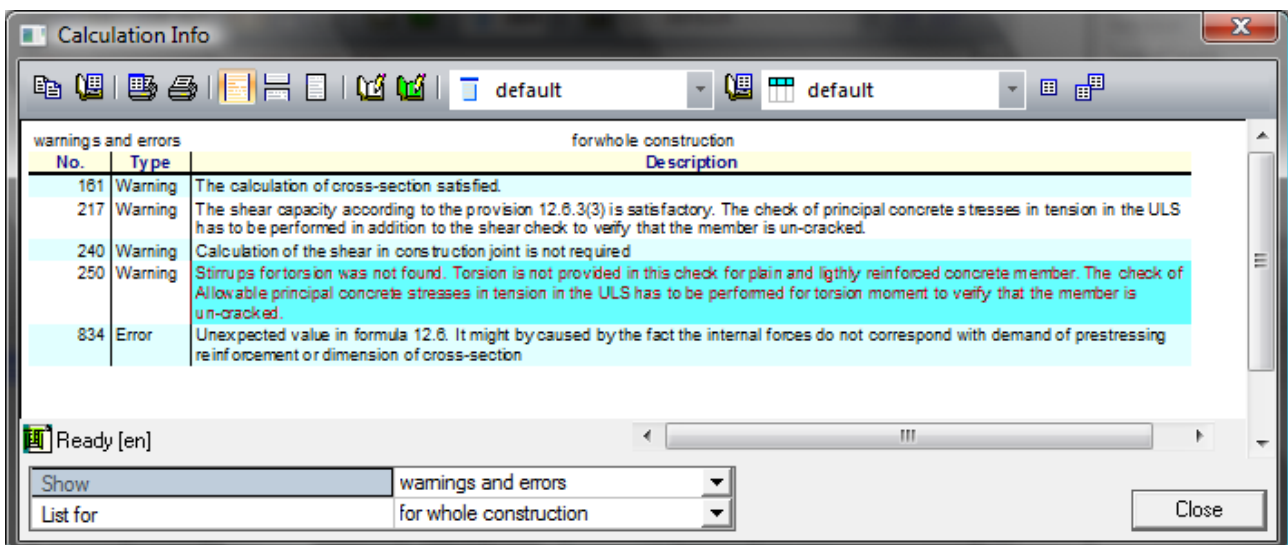 Calculation Info
default default
warnings and errors for whole construction
No. Type Description
161 Warning The calculation of cross-section satisfied.
217 Warning The shear capacity according to the provision 12.6.3(3) is satisfactory. The check of principal concrete stresses in tension in the ULS
has to be performed in addition to the shear check to verify that the member is un-cracked.
240 Warning Calculation of the shear in construction joint is not required
250 Warning Stirrups for torsion was not found. Torsion is not provided in this check for plain and ligthly reinforced concrete member. The check of
Allowable principal concrete stresses in tension in the ULS has to be performed for torsion moment to verify that the member is
un-cracked.
834 Error Unexpected value in formula 12.6. It might by caused by the fact the internal forces do not correspond with demand of prestressing
reinforcement or dimension of cross-section
Ready [en]
Show warnings and errors
List for for whole construction
Close